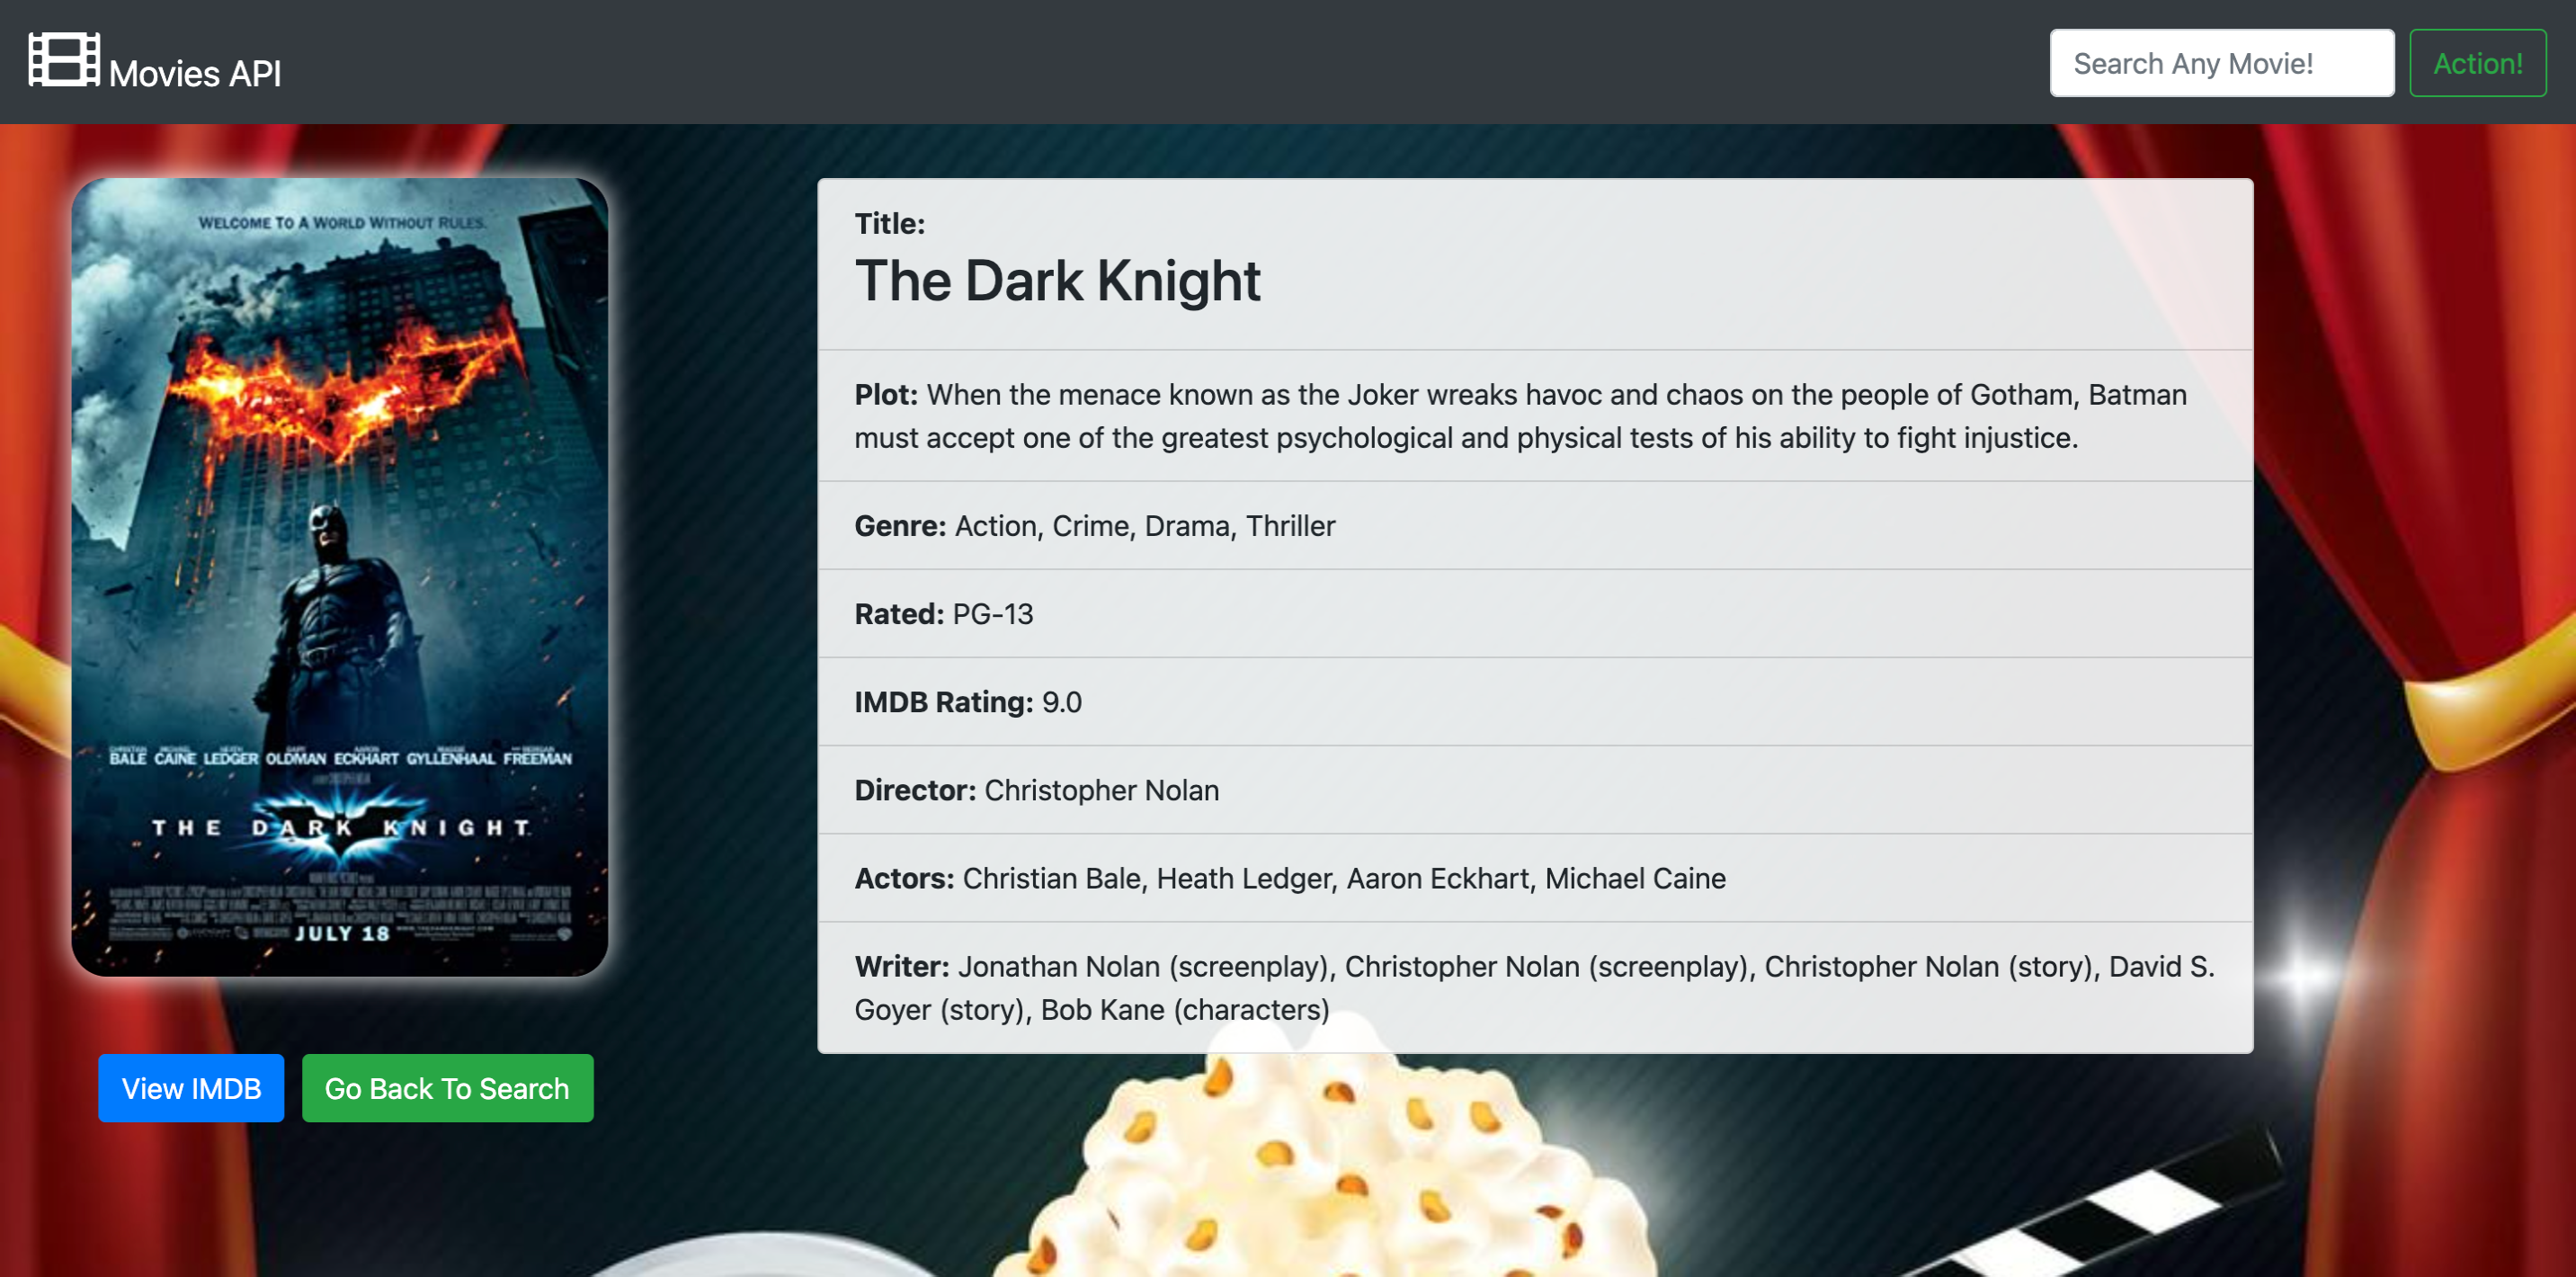 Movies API
Search Any Movie!
Action!
WELCOME TO A WORLD WITHOUT RULES.
BALE CAINE LEDGER OLDMAN ECKHART GYLLENHAAL FREEMAN
THE DARK KNIGHT
JULY 18
View IMDB
Go Back To Search
Title:
The Dark Knight
Plot: When the menace known as the Joker wreaks havoc and chaos on the people of Gotham, Batman
must accept one of the greatest psychological and physical tests of his ability to fight injustice.
Genre: Action, Crime, Drama, Thriller
Rated: PG-13
IMDB Rating: 9.0
Director: Christopher Nolan
Actors: Christian Bale, Heath Ledger, Aaron Eckhart, Michael Caine
Writer: Jonathan Nolan (screenplay), Christopher Nolan (screenplay), Christopher Nolan (story), David S.
Goyer (story), Bob Kane (characters)